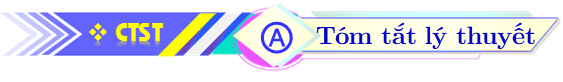 ❖ CTST Ⓐ Tóm tắt lý thuyết